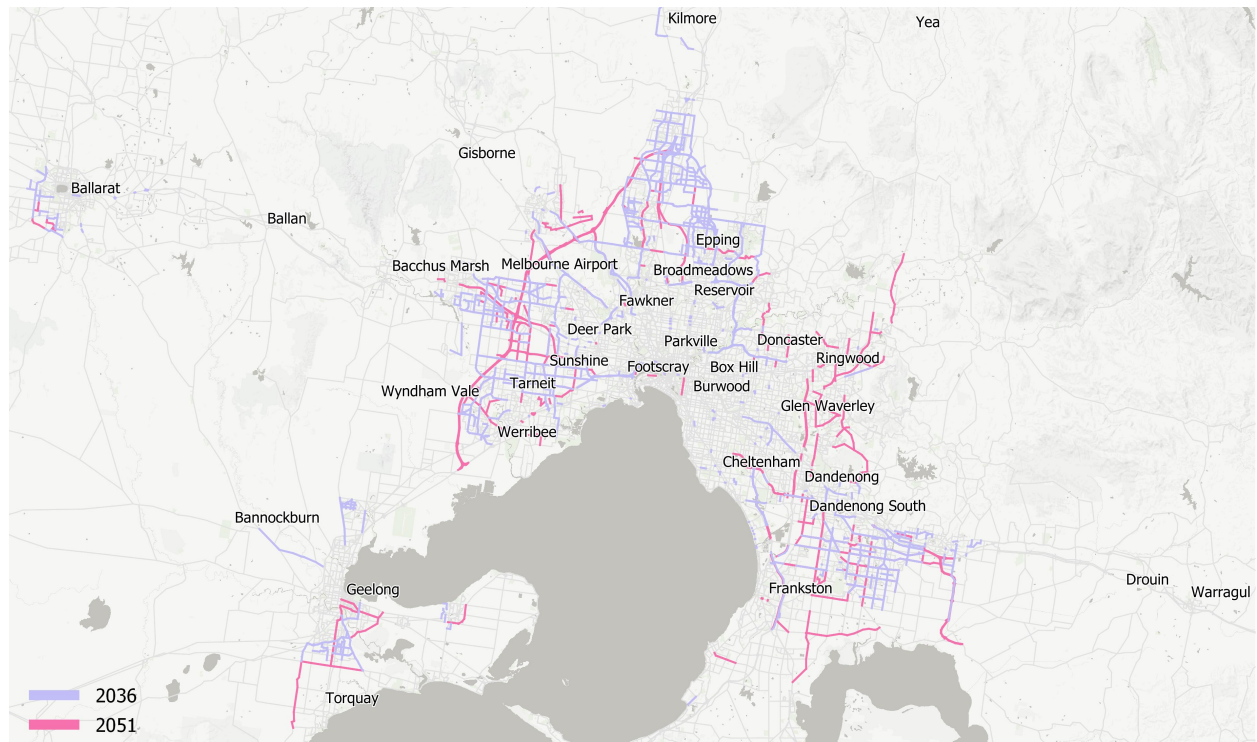 Kilmore
Yea
Gisborne
Ballarat
Ballan
Epping
Bacchus Marsh
Melbourne Airport
Broadmeadows
Reservoir
Fawkner
Deer Park
Parkville
Doncaster
Ringwood
Sunshine
Footscray
Box Hill
Tarneit
Burwood
Wyndham Vale
Glen Waverley
Werribee
Cheltenham
Dandenong
Dandenong South
Bannockburn
Drouin
Geelong
Frankston
Warragul
2036
Torquay
2051